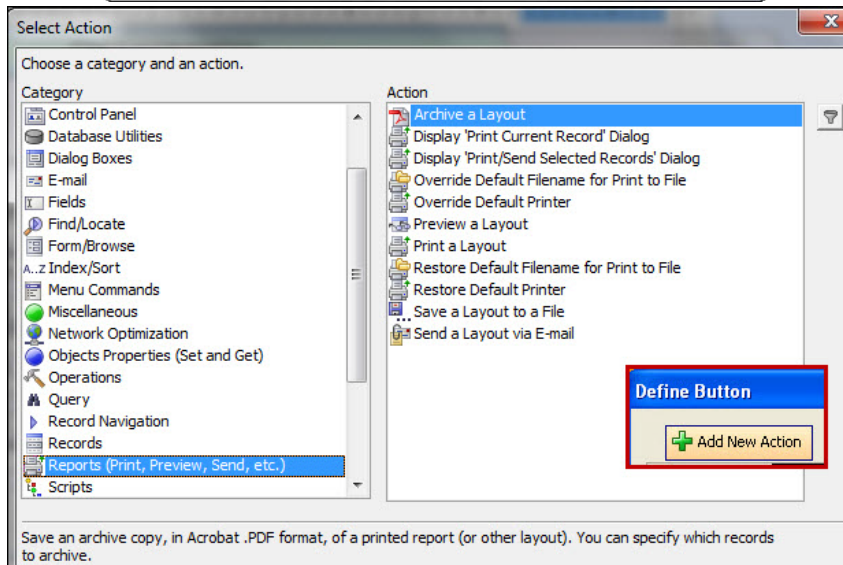 Select Action
Choose a category and an action.
Category
Control Panel
Database Utilities
Dialog Boxes
E-mail
Fields
Find/Locate
Form/Browse
A..Z Index/Sort
Menu Commands
Miscellaneous
Network Optimization
Objects Properties (Set and Get)
Operations
Query
Record Navigation
Records
Reports (Print, Preview, Send, etc.)
Scripts
Action
Archive a Layout
Display 'Print Current Record' Dialog
Display 'Print/Send Selected Records' Dialog
Override Default Filename for Print to File
Override Default Printer
Preview a Layout
Print a Layout
Restore Default Filename for Print to File
Restore Default Printer
Save a Layout to a File
Send a Layout via E-mail
Define Button
Add New Action
Save an archive copy, in Acrobat .PDF format, of a printed report (or other layout). You can specify which records
to archive.